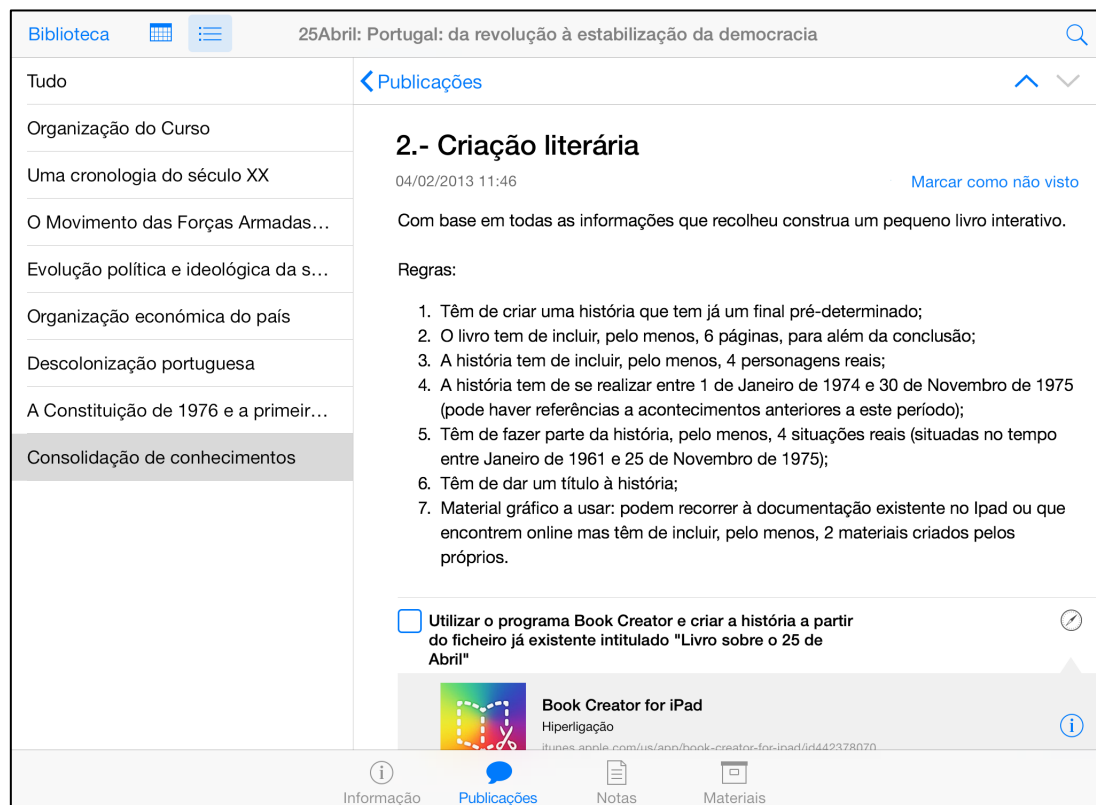 Biblioteca
25Abril: Portugal: da revolução à estabilização da democracia
Tudo
Organização do Curso
Uma cronologia do século XX
O Movimento das Forças Armadas...
Evolução política e ideológica da s...
Organização económica do país
Descolonização portuguesa
A Constituição de 1976 e a primeir...
Consolidação de conhecimentos
Publicações
2.- Criação literária
04/02/2013 11:46
Marcar como não visto
Com base em todas as informações que recolheu construa um pequeno livro interativo.
Regras:
1. Têm de criar uma história que tem já um final pré-determinado;
2. O livro tem de incluir, pelo menos, 6 páginas, para além da conclusão;
3. A história tem de incluir, pelo menos, 4 personagens reais;
4. A história tem de se realizar entre 1 de Janeiro de 1974 e 30 de Novembro de 1975
(pode haver referências a acontecimentos anteriores a este período);
5. Têm de fazer parte da história, pelo menos, 4 situações reais (situadas no tempo
entre Janeiro de 1961 e 25 de Novembro de 1975);
6. Têm de dar um título à história;
7. Material gráfico a usar: podem recorrer à documentação existente no Ipad ou que
encontrem online mas têm de incluir, pelo menos, 2 materiais criados pelos
próprios.
Utilizar o programa Book Creator e criar a história a partir
do ficheiro já existente intitulado "Livro sobre o 25 de
Abril"
Book Creator for iPad
Hiperligação
itunes.apple.com/us/app/book-creator-for-ipad/id442378070
Informação
Publicações
Notas
Materiais